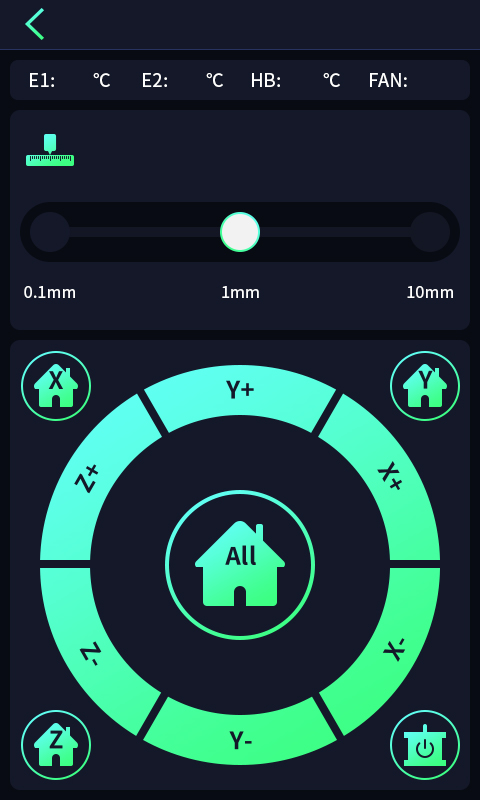 E1: ℃ E2: ℃ HB: ℃ FAN:
0.1mm 1mm 10mm
X Y
Y+
Z+ X+
All
Z- X-
Y-
Z